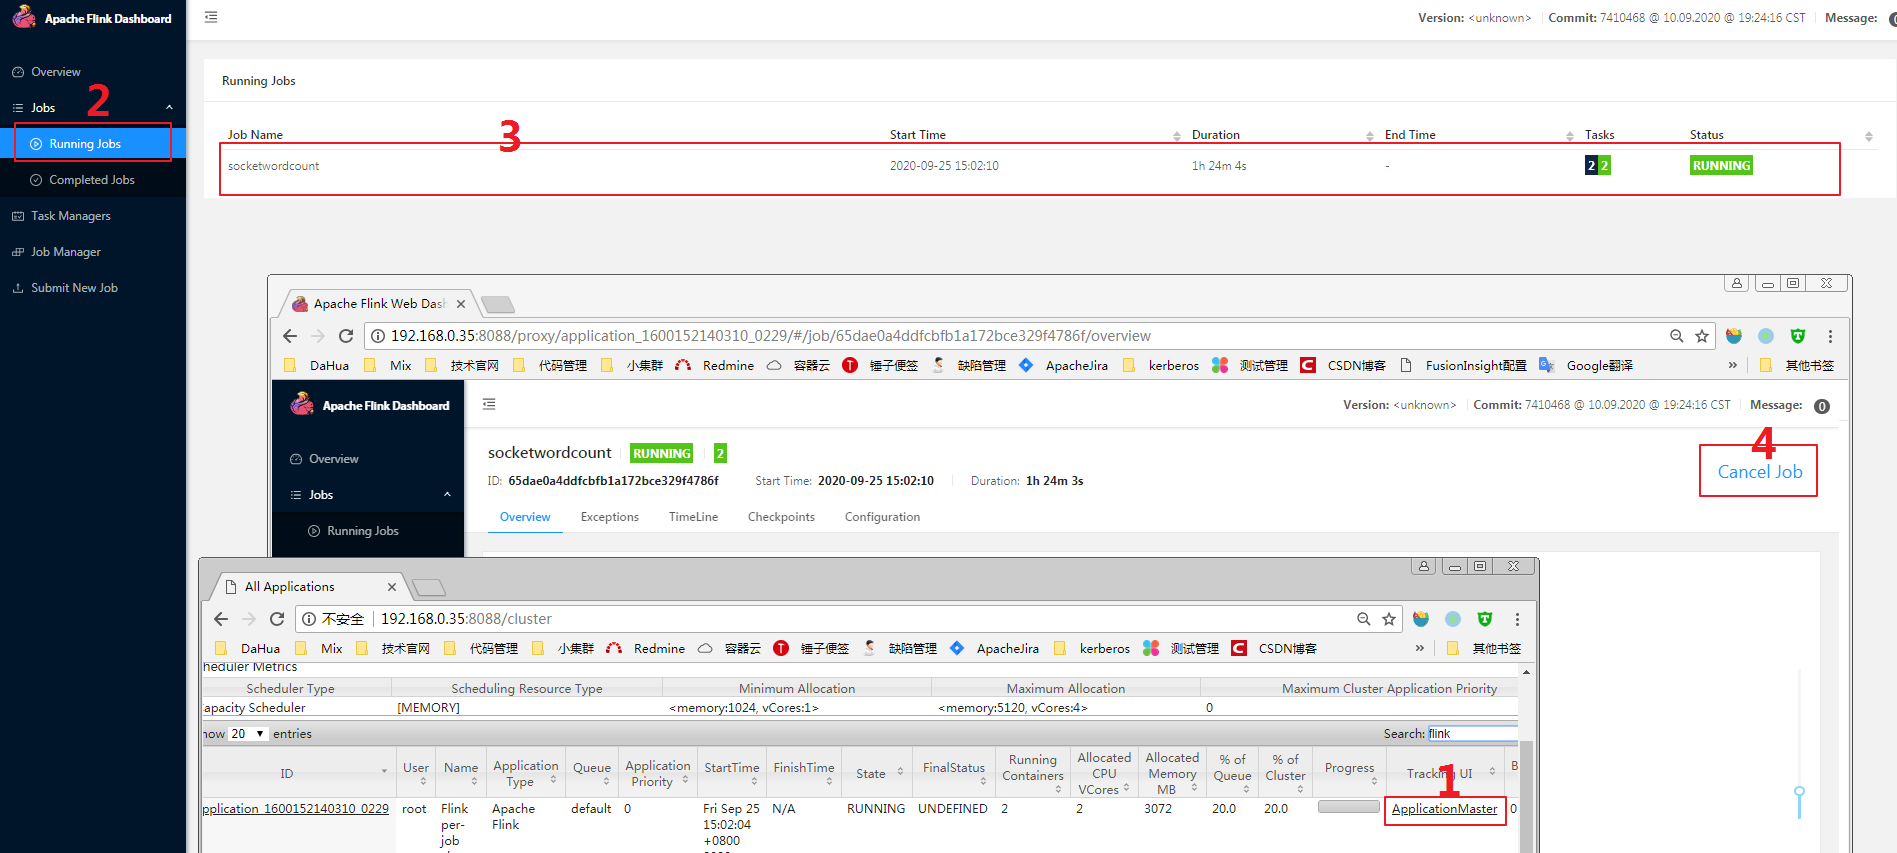 Apache Flink Dashboard
Version: <unknown> Commit: 7410468 @ 10.09.2020 @ 19:24:16 CST Message:
Overview
Jobs
2
Running Jobs
Completed Jobs
Task Managers
Job Manager
Submit New Job
Running Jobs
Job Name Start Time Duration End Time Tasks Status
3
socketwordcount 2020-09-25 15:02:10 1h 24m 4s - 2 2 RUNNING
Apache Flink Web Dash
192.168.0.35:8088/proxy/application_1600152140310_0229/#/job/65dae0a4ddfcbfb1a172bce329f4786f/overview
DaHua Mix 技术官网 代码管理 小集群 Redmine 容器云 锤子便签 缺陷管理 ApacheJira kerberos 测试管理 CSDN博客 FusionInsight配置 Google翻译 » 其他书签
Apache Flink Dashboard
Version: <unknown> Commit: 7410468 @ 10.09.2020 @ 19:24:16 CST Message: 0
Overview
Jobs
Running Jobs
socketwordcount RUNNING 2
4
Cancel Job
ID: 65dae0a4ddfcbfb1a172bce329f4786f Start Time: 2020-09-25 15:02:10 Duration: 1h 24m 3s
Overview Exceptions TimeLine Checkpoints Configuration
All Applications
不安全 192.168.0.35:8088/cluster
DaHua Mix 技术官网 代码管理 小集群 Redmine 容器云 锤子便签 缺陷管理 ApacheJira kerberos 测试管理 CSDN博客 » 其他书签
heduler Metrics
Scheduler Type Scheduling Resource Type Minimum Allocation Maximum Allocation Maximum Cluster Application Priority
apacity Scheduler [MEMORY] <memory:1024, vCores:1> <memory:5120, vCores:4> 0
how 20 entries Search: flink
ID User Name Application Type Queue Application Priority StartTime FinishTime State FinalStatus Running Containers Allocated CPU VCores Allocated Memory MB % of Queue % of Cluster Progress Tracking UI B
1
pplication_1600152140310_0229 root Flink Apache default 0 Fri Sep 25 N/A RUNNING UNDEFINED 2 2 3072 20.0 20.0 ApplicationMaster 0
per- Flink 15:02:04
job +0800